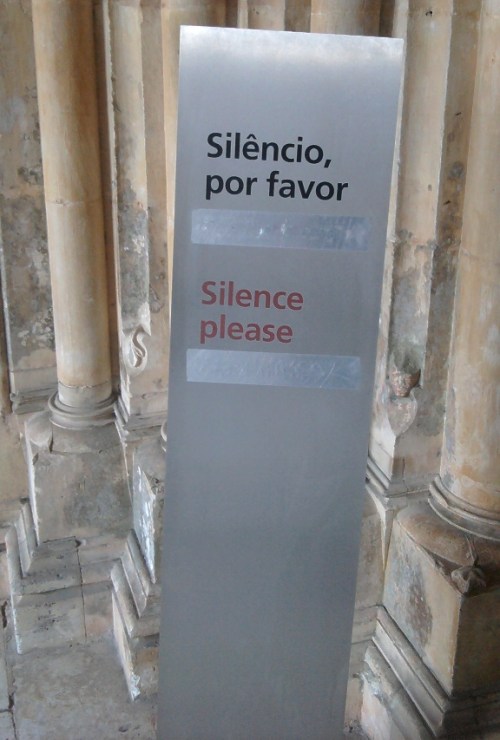 Silêncio,
por favor
Silence
please